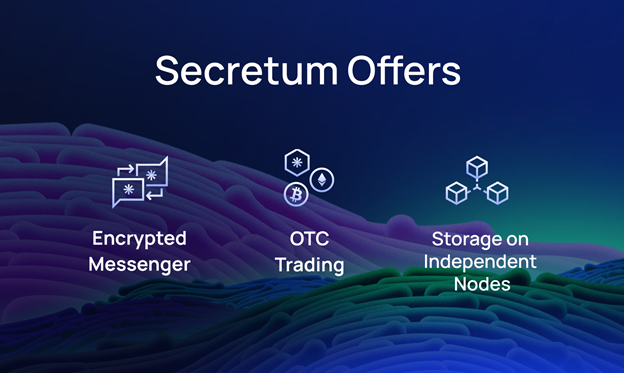 Secretum Offers
Encrypted
Messenger
OTC
Trading
Storage on
Independent
Nodes